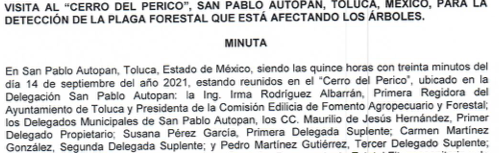 VISITA AL "CERRO DEL PERICO", SAN PABLO AUTOPAN, TOLUCA, MÉXICO, PARA LA
DETECCIÓN DE LA PLAGA FORESTAL QUE ESTÁ AFECTANDO LOS ÁRBOLES.
MINUTA
En San Pablo Autopan, Toluca, Estado de México, siendo las quince horas con treinta minutos del
día 14 de septiembre del año 2021, estando reunidos en el "Cerro del Perico", ubicado en la
Delegación San Pablo Autopan: la Ing. Irma Rodríguez Albarrán, Primera Regidora del
Ayuntamiento de Toluca y Presidenta de la Comisión Edilicia de Fomento Agropecuario y Forestal;
los Delegados Municipales de San Pablo Autopan, los CC. Maurilio de Jesús Hernández, Primer
Delegado Propietario; Susana Pérez García, Primera Delegada Suplente; Carmen Martínez
González, Segunda Delegada Suplente; y Pedro Martínez Gutiérrez, Tercer Delegado Suplente;